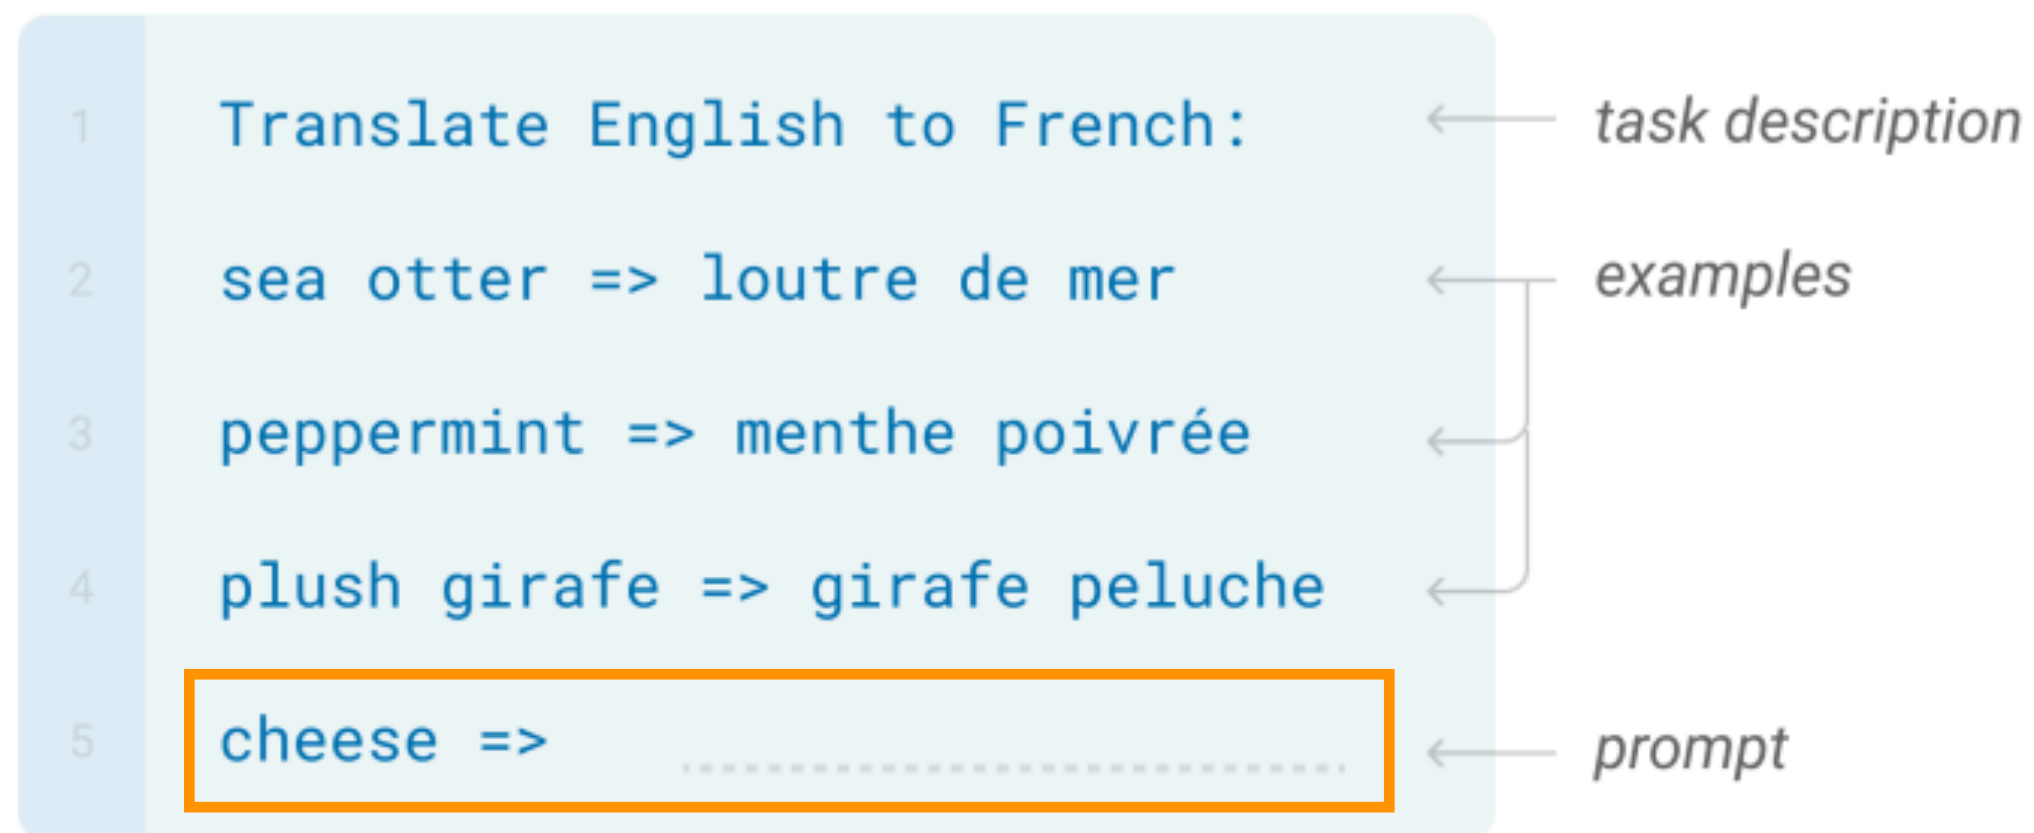 1 Translate English to French: task description
2 sea otter => loutre de mer examples
3 peppermint => menthe poivrée
4 plush girafe => girafe peluche
5 cheese => prompt